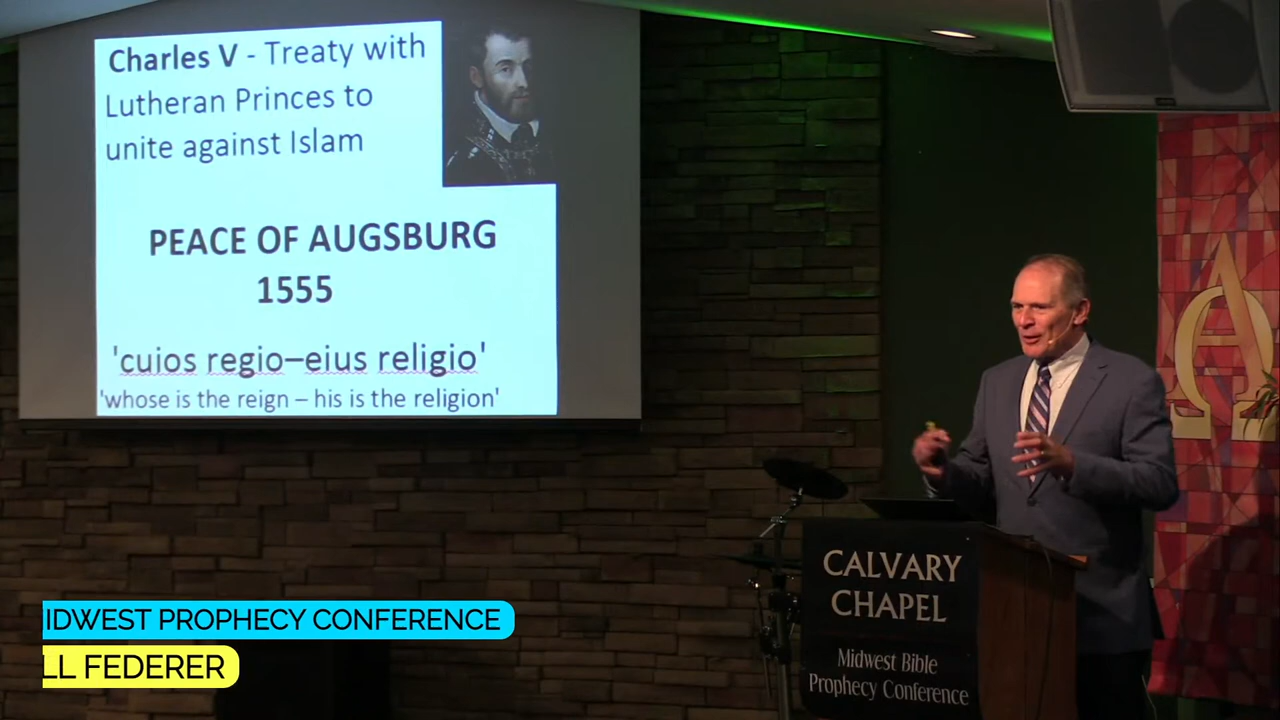 Charles V - Treaty with
Lutheran Princes to
unite against Islam
PEACE OF AUGSBURG
1555
'cuios regio–eius religio'
'whose is the reign – his is the religion'
CALVARY
CHAPEL
Midwest Bible
Prophecy Conference
IDWEST PROPHECY CONFERENCE
LL FEDERER